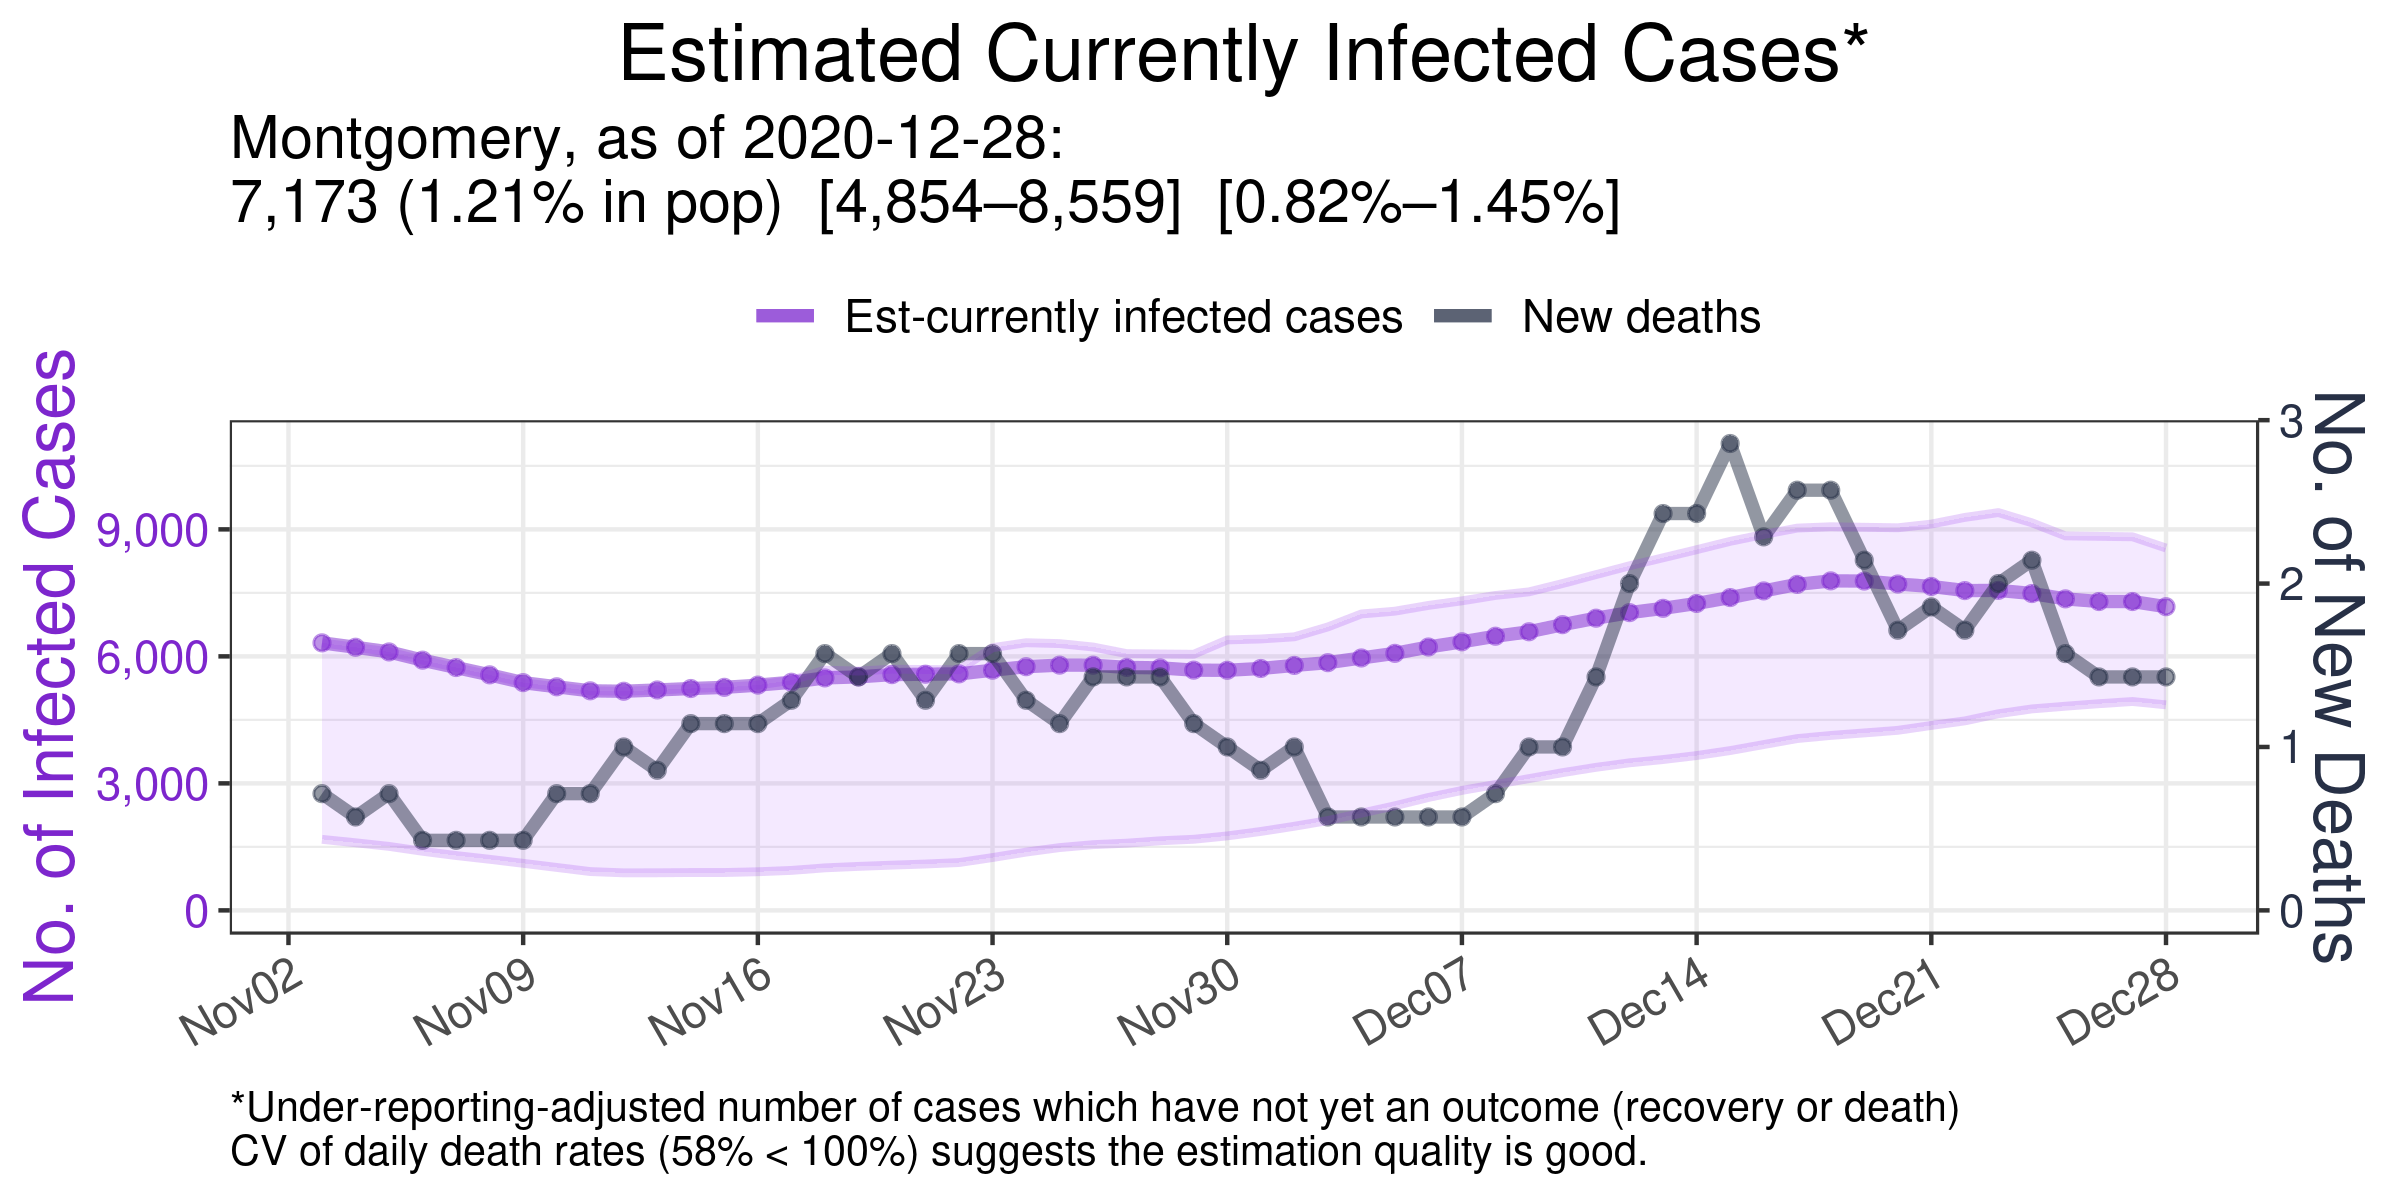 Estimated Currently Infected Cases*
Montgomery, as of 2020-12-28:
7,173 (1.21% in pop)  [4,854–8,559]  [0.82%–1.45%]
Est-currently infected cases
New deaths
No. of Infected Cases
9,000
6,000
3,000
0
No. of New Deaths
3
2
1
0
Nov02
Nov09
Nov16
Nov23
Nov30
Dec07
Dec14
Dec21
Dec28
*Under-reporting-adjusted number of cases which have not yet an outcome (recovery or death)
CV of daily death rates (58% < 100%) suggests the estimation quality is good.